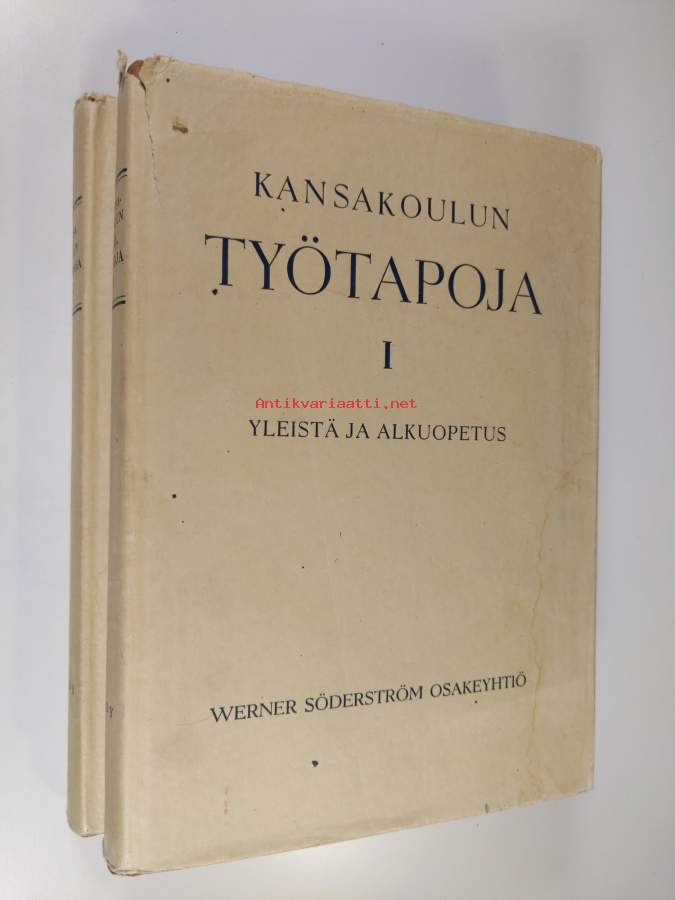 KANSAKOULUN
TYÖTAPOJA
I
Antikvariaatti.net
YLEISTÄ JA ALKUOPETUS
WERNER SÖDERSTRÖM OSAKEYHTIÖ